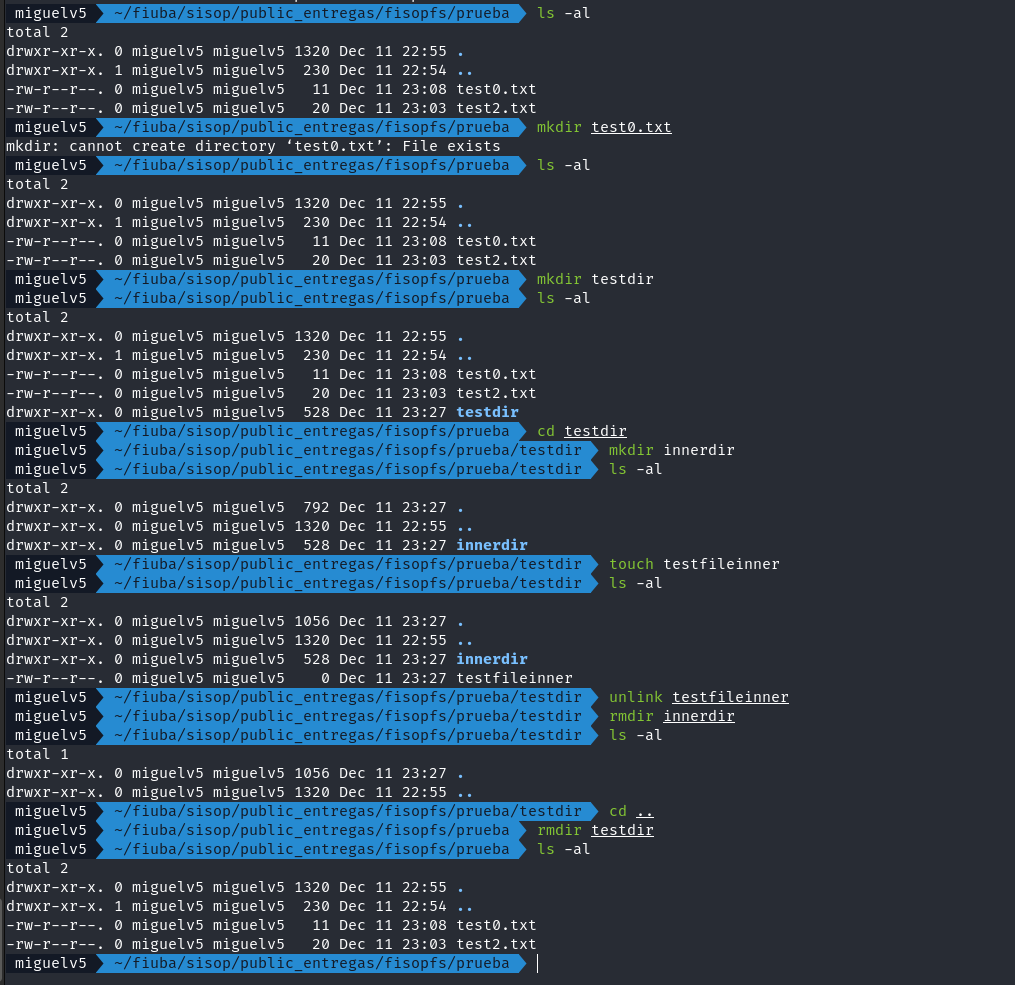 miguelv5 ~/fiuba/sisop/public_entregas/fisopfs/prueba ls -al
total 2
drwxr-xr-x. 0 miguelv5 miguelv5 1320 Dec 11 22:55 .
drwxr-xr-x. 1 miguelv5 miguelv5  230 Dec 11 22:54 ..
-rw-r--r--. 0 miguelv5 miguelv5   11 Dec 11 23:08 test0.txt
-rw-r--r--. 0 miguelv5 miguelv5   20 Dec 11 23:03 test2.txt
miguelv5 ~/fiuba/sisop/public_entregas/fisopfs/prueba mkdir test0.txt
mkdir: cannot create directory ‘test0.txt’: File exists
miguelv5 ~/fiuba/sisop/public_entregas/fisopfs/prueba ls -al
total 2
drwxr-xr-x. 0 miguelv5 miguelv5 1320 Dec 11 22:55 .
drwxr-xr-x. 1 miguelv5 miguelv5  230 Dec 11 22:54 ..
-rw-r--r--. 0 miguelv5 miguelv5   11 Dec 11 23:08 test0.txt
-rw-r--r--. 0 miguelv5 miguelv5   20 Dec 11 23:03 test2.txt
miguelv5 ~/fiuba/sisop/public_entregas/fisopfs/prueba mkdir testdir
miguelv5 ~/fiuba/sisop/public_entregas/fisopfs/prueba ls -al
total 2
drwxr-xr-x. 0 miguelv5 miguelv5 1320 Dec 11 22:55 .
drwxr-xr-x. 1 miguelv5 miguelv5  230 Dec 11 22:54 ..
-rw-r--r--. 0 miguelv5 miguelv5   11 Dec 11 23:08 test0.txt
-rw-r--r--. 0 miguelv5 miguelv5   20 Dec 11 23:03 test2.txt
drwxr-xr-x. 0 miguelv5 miguelv5  528 Dec 11 23:27 testdir
miguelv5 ~/fiuba/sisop/public_entregas/fisopfs/prueba cd testdir
miguelv5 ~/fiuba/sisop/public_entregas/fisopfs/prueba/testdir mkdir innerdir
miguelv5 ~/fiuba/sisop/public_entregas/fisopfs/prueba/testdir ls -al
total 2
drwxr-xr-x. 0 miguelv5 miguelv5  792 Dec 11 23:27 .
drwxr-xr-x. 0 miguelv5 miguelv5 1320 Dec 11 22:55 ..
drwxr-xr-x. 0 miguelv5 miguelv5  528 Dec 11 23:27 innerdir
miguelv5 ~/fiuba/sisop/public_entregas/fisopfs/prueba/testdir touch testfileinner
miguelv5 ~/fiuba/sisop/public_entregas/fisopfs/prueba/testdir ls -al
total 2
drwxr-xr-x. 0 miguelv5 miguelv5 1056 Dec 11 23:27 .
drwxr-xr-x. 0 miguelv5 miguelv5 1320 Dec 11 22:55 ..
drwxr-xr-x. 0 miguelv5 miguelv5  528 Dec 11 23:27 innerdir
-rw-r--r--. 0 miguelv5 miguelv5    0 Dec 11 23:27 testfileinner
miguelv5 ~/fiuba/sisop/public_entregas/fisopfs/prueba/testdir unlink testfileinner
miguelv5 ~/fiuba/sisop/public_entregas/fisopfs/prueba/testdir rmdir innerdir
miguelv5 ~/fiuba/sisop/public_entregas/fisopfs/prueba/testdir ls -al
total 1
drwxr-xr-x. 0 miguelv5 miguelv5 1056 Dec 11 23:27 .
drwxr-xr-x. 0 miguelv5 miguelv5 1320 Dec 11 22:55 ..
miguelv5 ~/fiuba/sisop/public_entregas/fisopfs/prueba/testdir cd ..
miguelv5 ~/fiuba/sisop/public_entregas/fisopfs/prueba rmdir testdir
miguelv5 ~/fiuba/sisop/public_entregas/fisopfs/prueba ls -al
total 2
drwxr-xr-x. 0 miguelv5 miguelv5 1320 Dec 11 22:55 .
drwxr-xr-x. 1 miguelv5 miguelv5  230 Dec 11 22:54 ..
-rw-r--r--. 0 miguelv5 miguelv5   11 Dec 11 23:08 test0.txt
-rw-r--r--. 0 miguelv5 miguelv5   20 Dec 11 23:03 test2.txt
miguelv5 ~/fiuba/sisop/public_entregas/fisopfs/prueba